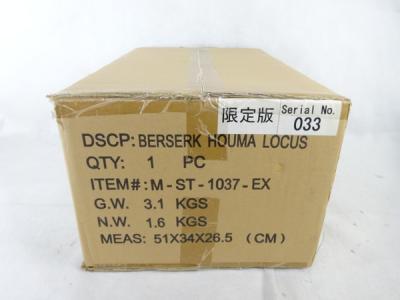 限定版
Serial No.
033
DSCP: BERSERK HOUMA LOCUS
QTY: 1 PC
ITEM#: M-ST-1037-EX
G.W. 3.1 KGS
N.W. 1.6 KGS
MEAS: 51X34X26.5 (CM)